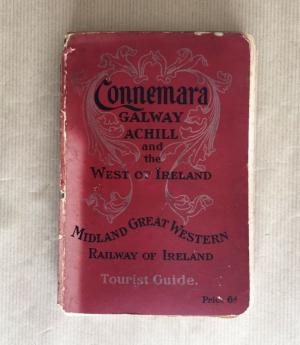 Connemara
GALWAY
ACHILL
and
the
WEST OF IRELAND
MIDLAND GREAT WESTERN
RAILWAY OF IRELAND
Tourist Guide.
Price 6d